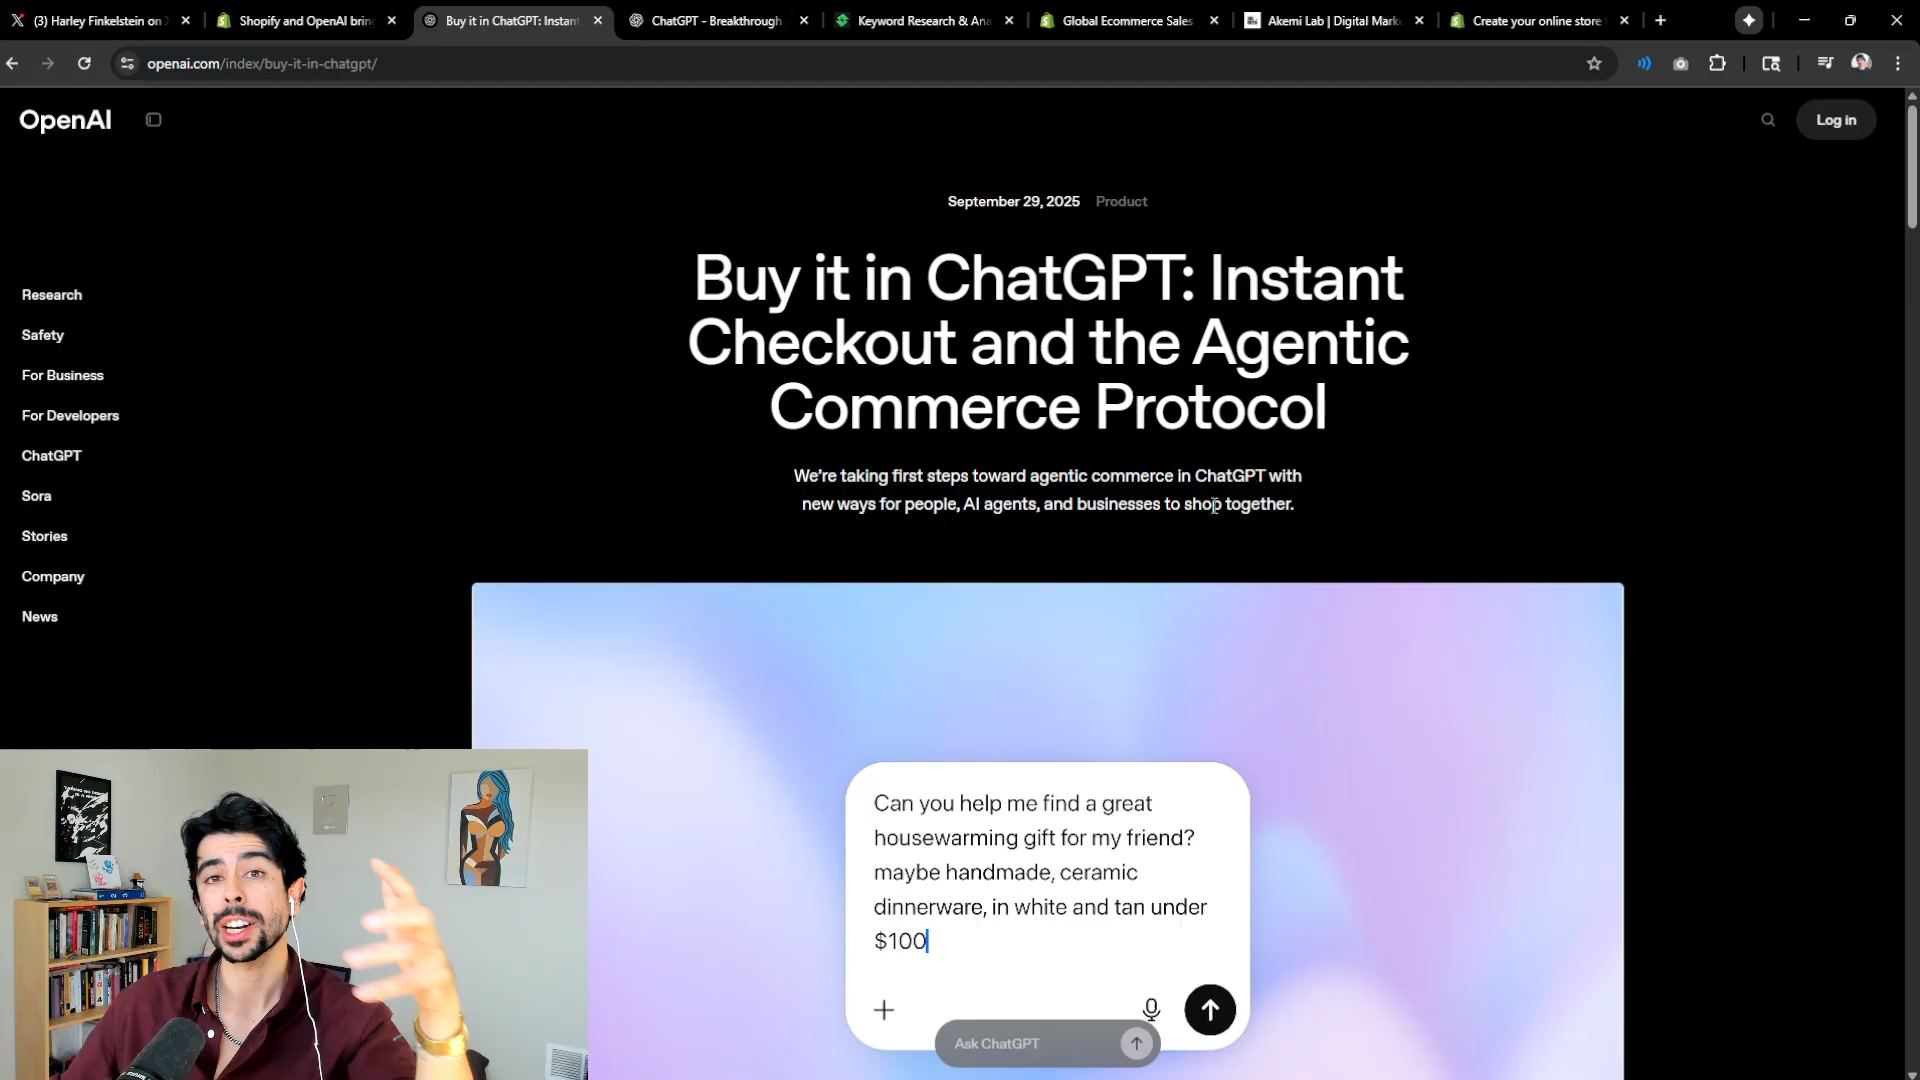 (3) Harley Finkelstein on
Shopify and OpenAI brin
Buy it in ChatGPT: Instan
ChatGPT - Breakthrough
Keyword Research & Ana
Global Ecommerce Sales
Akemi Lab | Digital Mark
Create your online store
openai.com/index/buy-it-in-chatgpt/
OpenAI
Log in
September 29, 2025 Product
Buy it in ChatGPT: Instant
Checkout and the Agentic
Commerce Protocol
We’re taking first steps toward agentic commerce in ChatGPT with
new ways for people, AI agents, and businesses to shop together.
Research
Safety
For Business
For Developers
ChatGPT
Sora
Stories
Company
News
Can you help me find a great
housewarming gift for my friend?
maybe handmade, ceramic
dinnerware, in white and tan under
$100
Ask ChatGPT